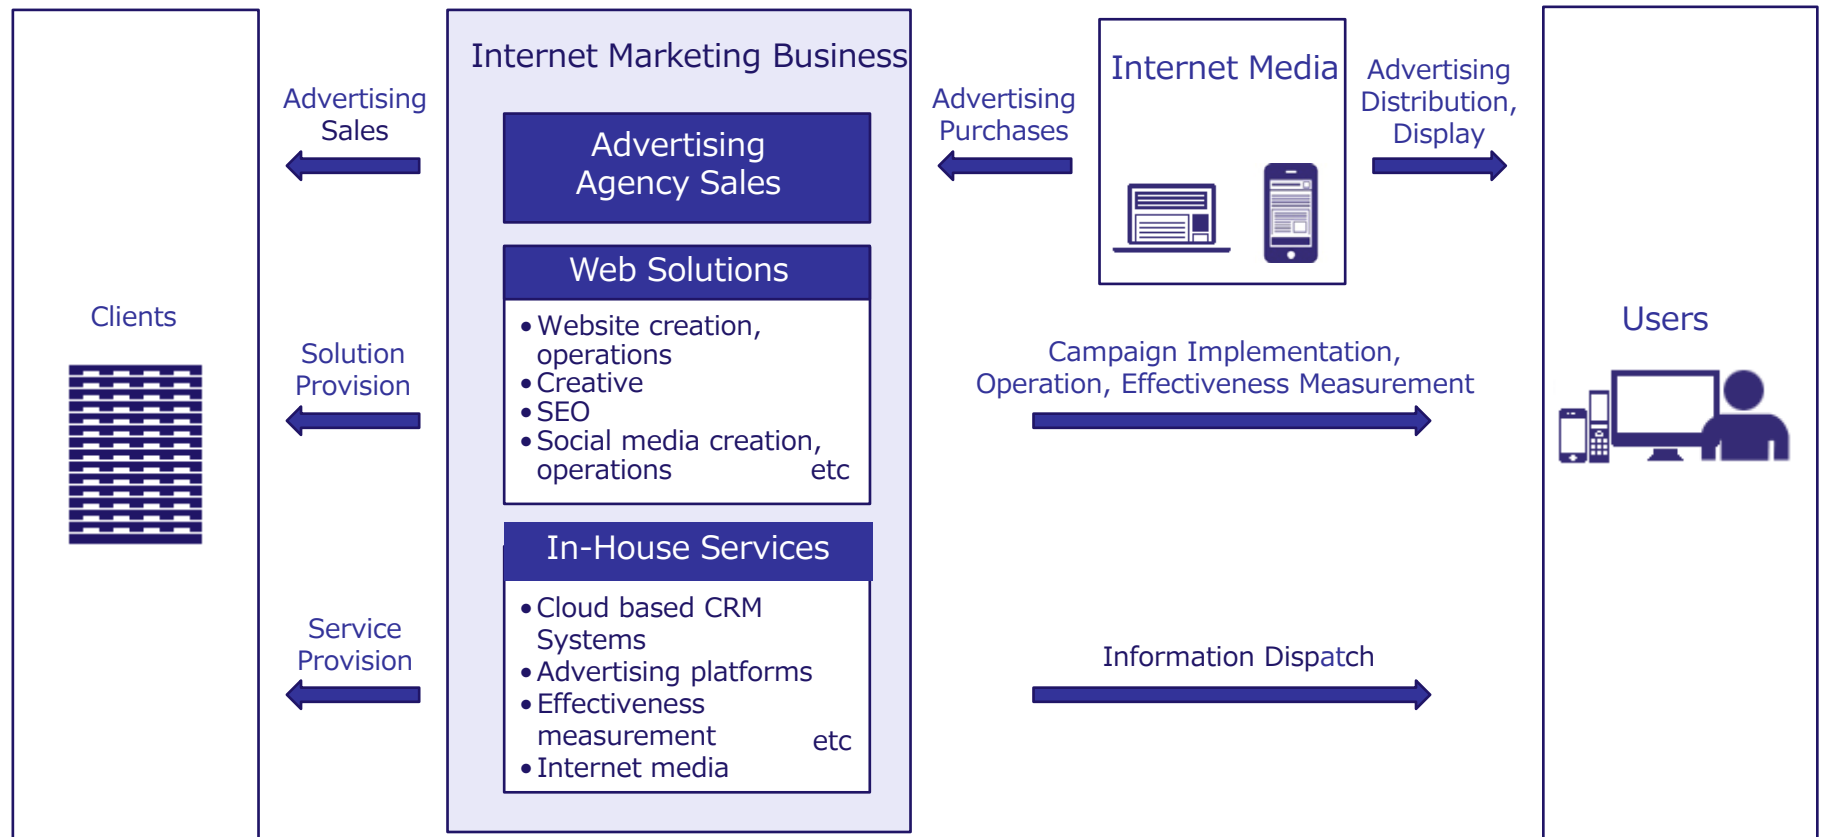 Clients
Advertising
Sales
Solution
Provision
Service
Provision
Internet Marketing Business
Advertising
Agency Sales
Web Solutions
•Website creation,
operations
•Creative
•SEO
•Social media creation,
operations etc
In-House Services
•Cloud based CRM
Systems
•Advertising platforms
•Effectiveness
measurement etc
•Internet media
Advertising
Purchases
Internet Media
Advertising
Distribution,
Display
Campaign Implementation,
Operation, Effectiveness Measurement
Information Dispatch
Users